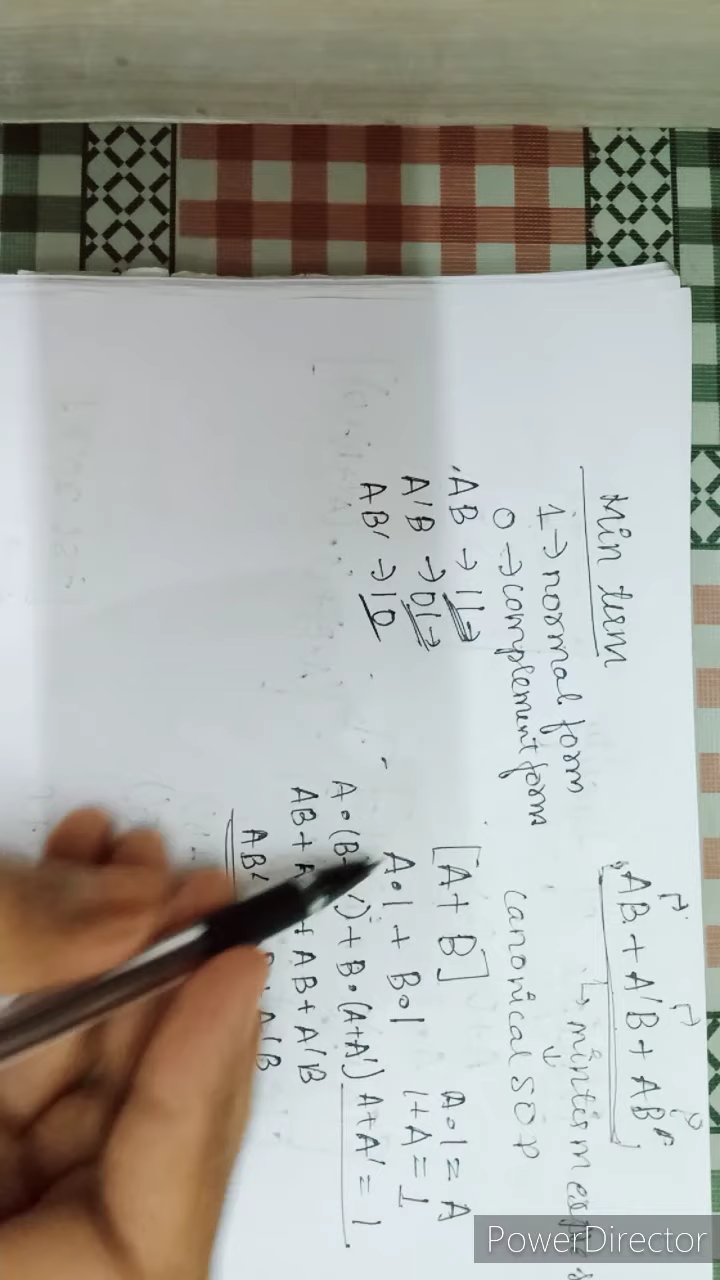 Min term
1 → normal form
0 → complement form
AB → 11 →
A'B → 01 →
AB' → 10
AB + A'B + AB'
↳ minterm
↓
canonical SOP
[A + B]
A•1 + B•1
A•(B+ ') + B•(A+A')
AB + A + AB + A'B
AB' A'B
A•1 = A
1+A = 1
A+A' = 1
PowerDirector